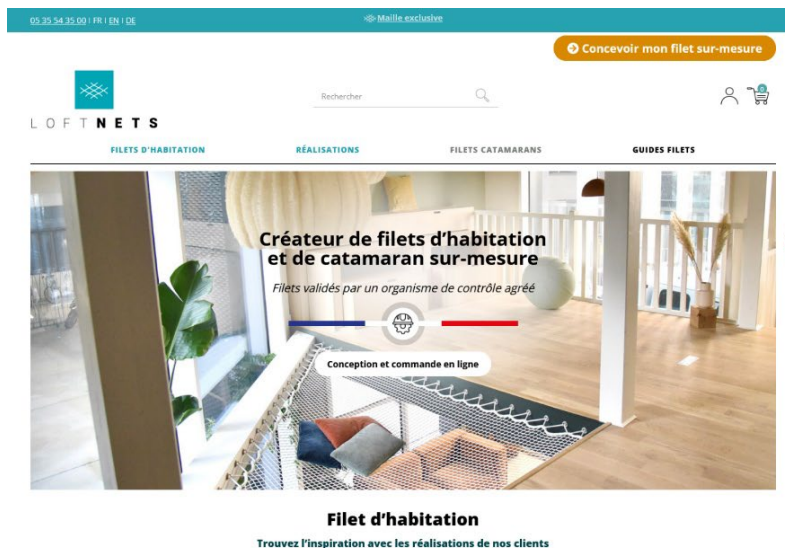 05 35 54 35 00 I FR I EN I DE
Maille exclusive
Concevoir mon filet sur-mesure
LOFTNETS
Rechercher
0
FILETS D'HABITATION
RÉALISATIONS
FILETS CATAMARANS
GUIDES FILETS
Créateur de filets d'habitation
et de catamaran sur-mesure
Filets validés par un organisme de contrôle agréé
Conception et commande en ligne
Filet d'habitation
Trouvez l'inspiration avec les réalisations de nos clients